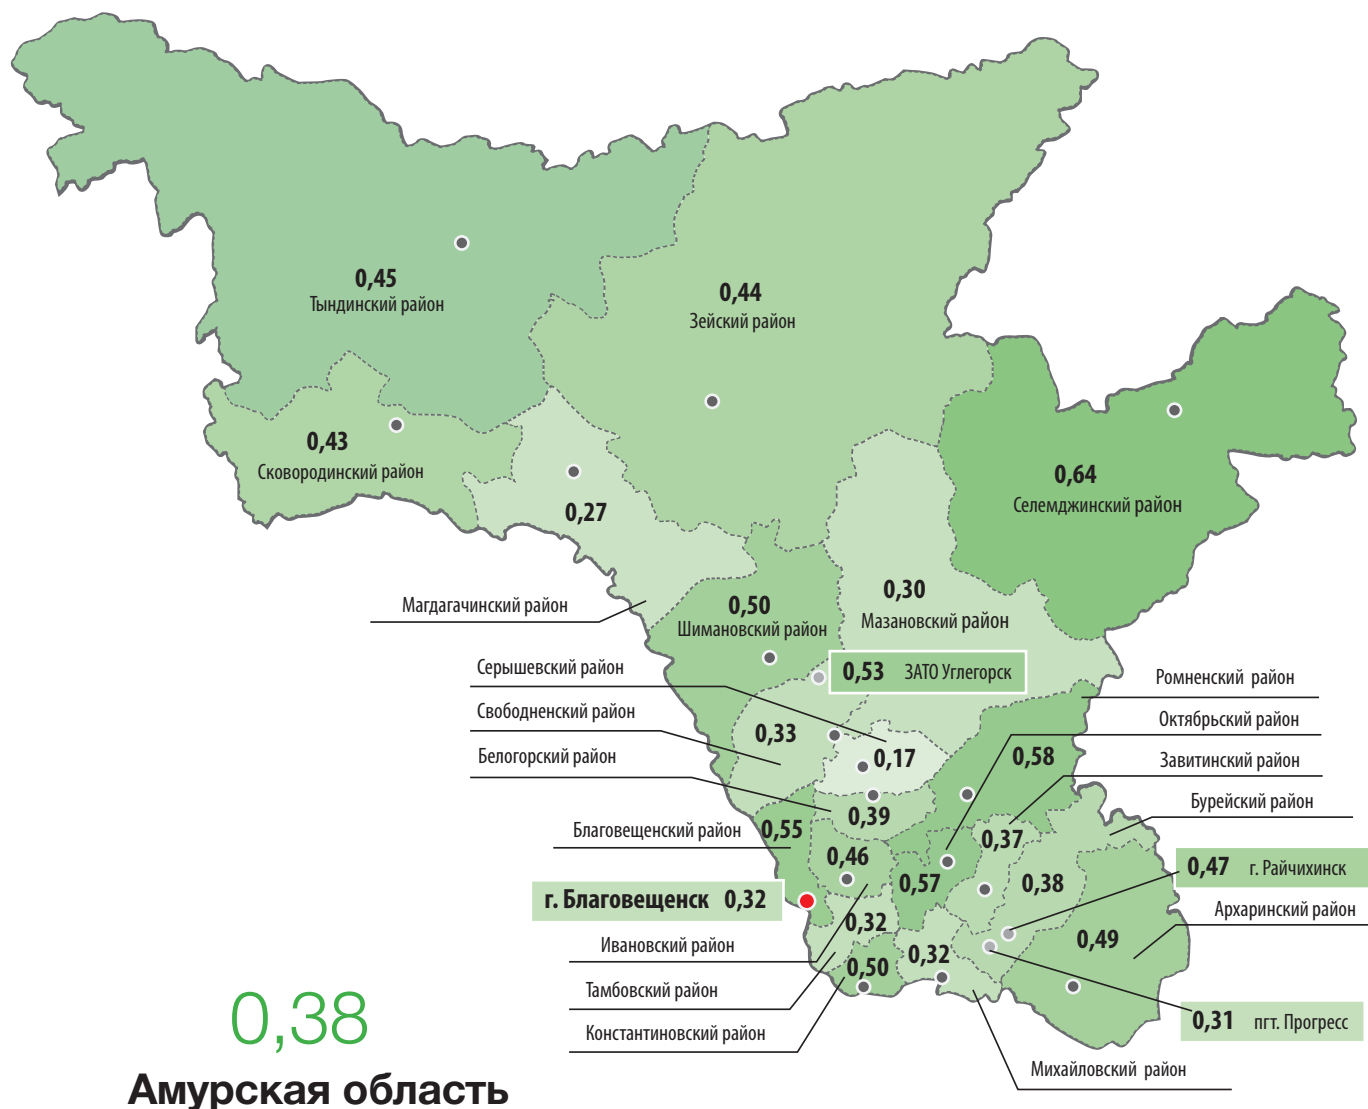 0,45
Тындинский район
0,44
Зейский район
0,43
Сковородинский район
0,64
Селемджинский район
0,27
Магдагачинский район
0,50
Шимановский район
0,30
Мазановский район
0,53 ЗАТО Углегорск
Серышевский район
Свободненский район
Белогорский район
Ромненский район
Октябрьский район
Завитинский район
Бурейский район
0,33
0,17
0,58
0,39
0,37
Благовещенский район
0,55
0,46
0,57
0,38
0,47 г. Райчихинск
г. Благовещенск 0,32
Архаринский район
0,32
0,49
Ивановский район
0,32
0,50
Тамбовский район
Константиновский район
0,31 пгт. Прогресс
Михайловский район
0,38
Амурская область